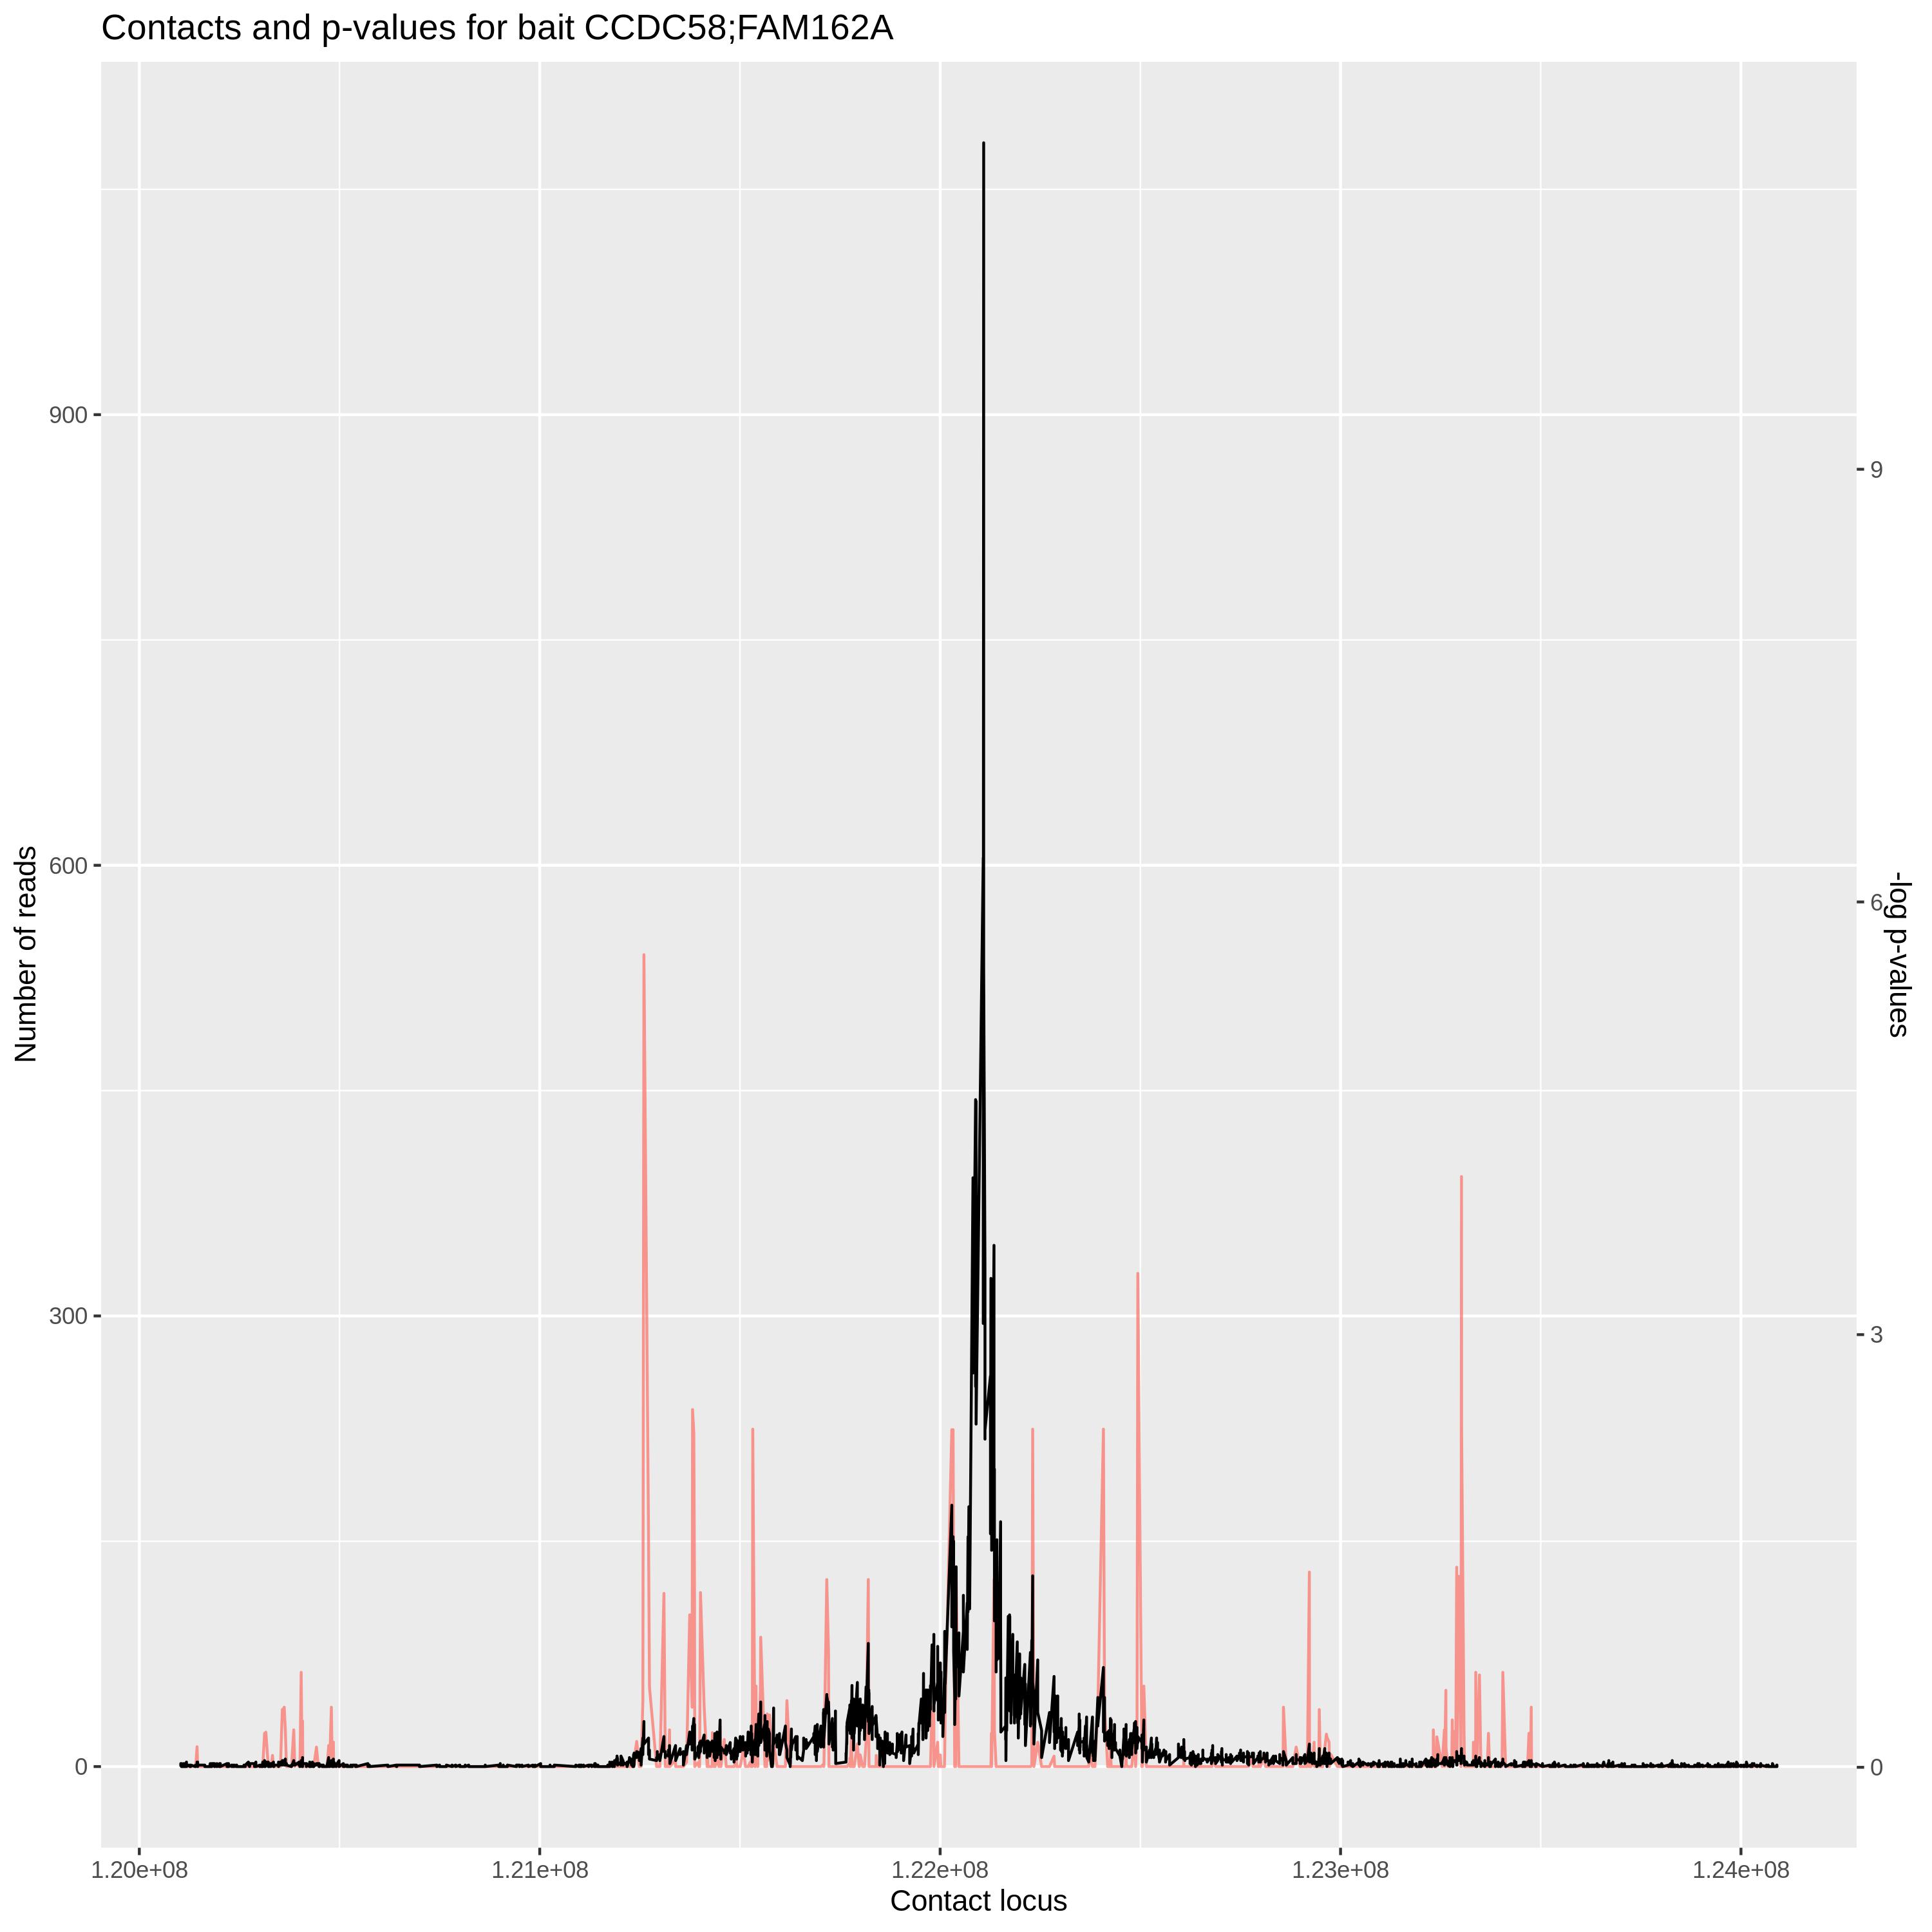 Contacts and p-values for bait CCDC58;FAM162A
Number of reads
900
600
300
0
9
6
3
0
-log p-values
1.20e+08 1.21e+08 1.22e+08 1.23e+08 1.24e+08
Contact locus